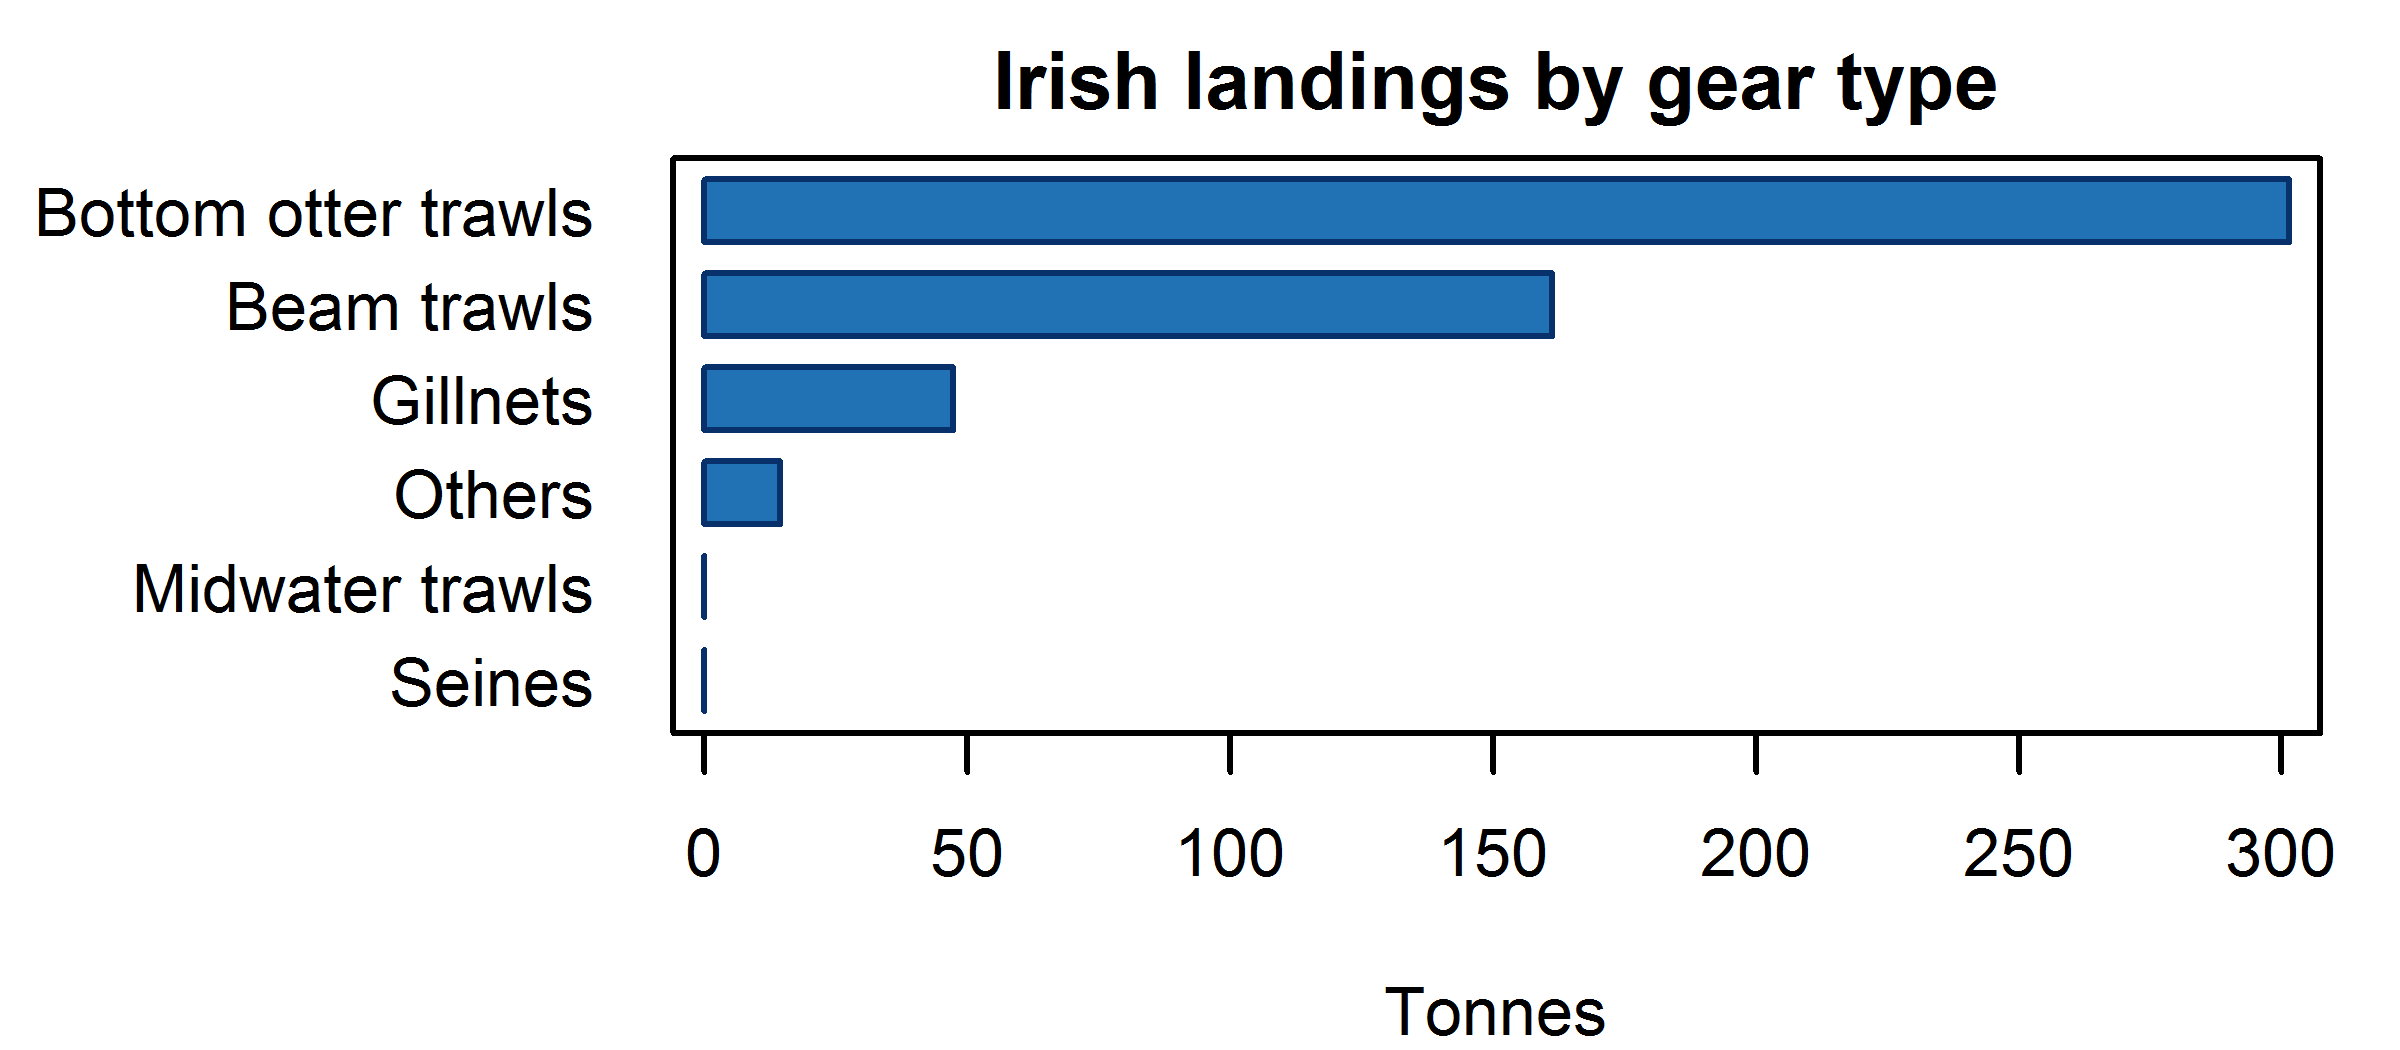 Irish landings by gear type
Bottom otter trawls
Beam trawls
Gillnets
Others
Midwater trawls
Seines
0 50 100 150 200 250 300
Tonnes